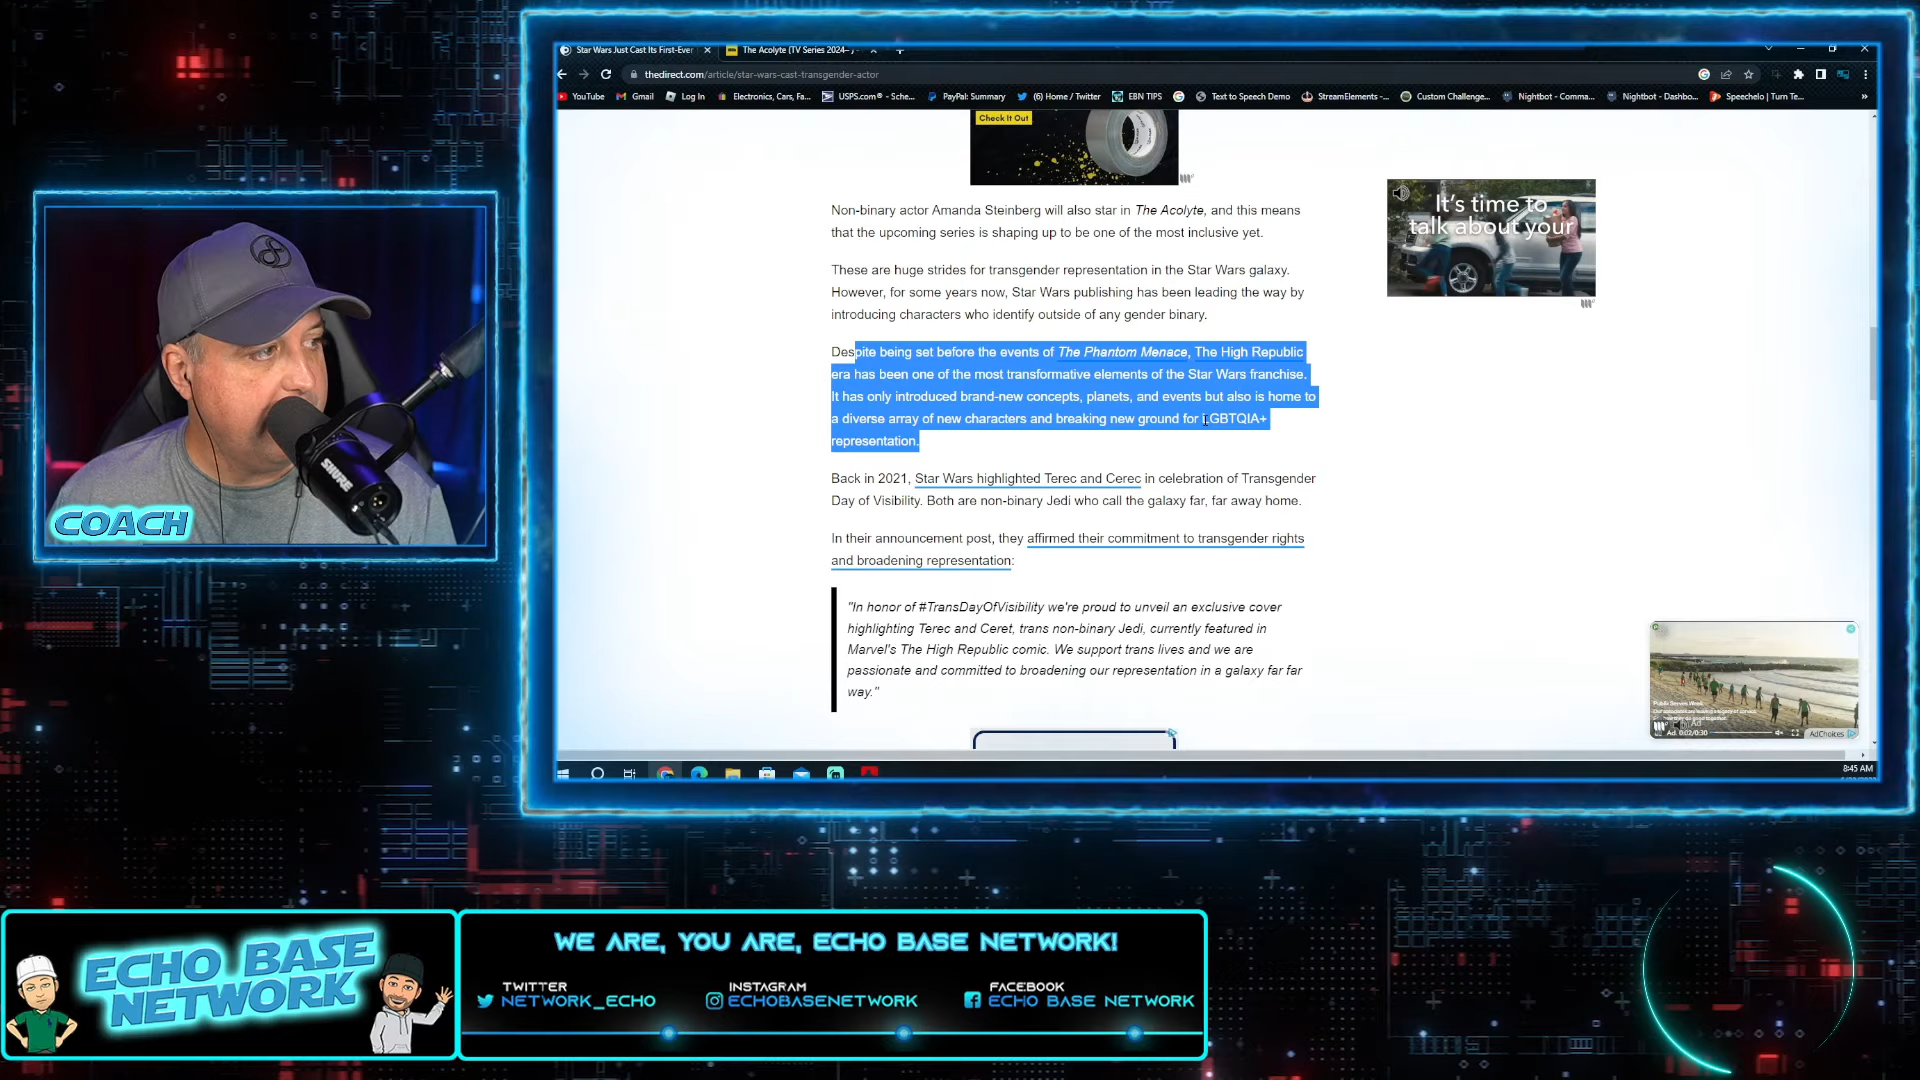 Star Wars Just Cast Its First-Ever
The Acolyte (TV Series 2024– )
thedirect.com/article/star-wars-cast-transgender-actor
YouTube
Gmail
Log In
Electronics, Cars, Fa...
USPS.com® - Sche...
PayPal: Summary
(6) Home / Twitter
EBN TIPS
Text to Speech Demo
StreamElements -...
Custom Challenge...
Nightbot - Comma...
Nightbot - Dashbo...
Speechelo | Turn Te...
Check It Out
It's time to
talk about your
Non-binary actor Amanda Steinberg will also star in The Acolyte, and this means
that the upcoming series is shaping up to be one of the most inclusive yet.
These are huge strides for transgender representation in the Star Wars galaxy.
However, for some years now, Star Wars publishing has been leading the way by
introducing characters who identify outside of any gender binary.
Despite being set before the events of The Phantom Menace, The High Republic
era has been one of the most transformative elements of the Star Wars franchise.
It has only introduced brand-new concepts, planets, and events but also is home to
a diverse array of new characters and breaking new ground for LGBTQIA+
representation.
Back in 2021, Star Wars highlighted Terec and Cerec in celebration of Transgender
Day of Visibility. Both are non-binary Jedi who call the galaxy far, far away home.
In their announcement post, they affirmed their commitment to transgender rights
and broadening representation:
"In honor of #TransDayOfVisibility we're proud to unveil an exclusive cover
highlighting Terec and Ceret, trans non-binary Jedi, currently featured in
Marvel's The High Republic comic. We support trans lives and we are
passionate and committed to broadening our representation in a galaxy far far
way."
Public Serves Week
Ad
Ad. 0:02/0:30
AdChoices
8:45 AM
SHURE
COACH
ECHO BASE
NETWORK
WE ARE, YOU ARE, ECHO BASE NETWORK!
TWITTER
NETWORK_ECHO
INSTAGRAM
ECHOBASENETWORK
FACEBOOK
ECHO BASE NETWORK